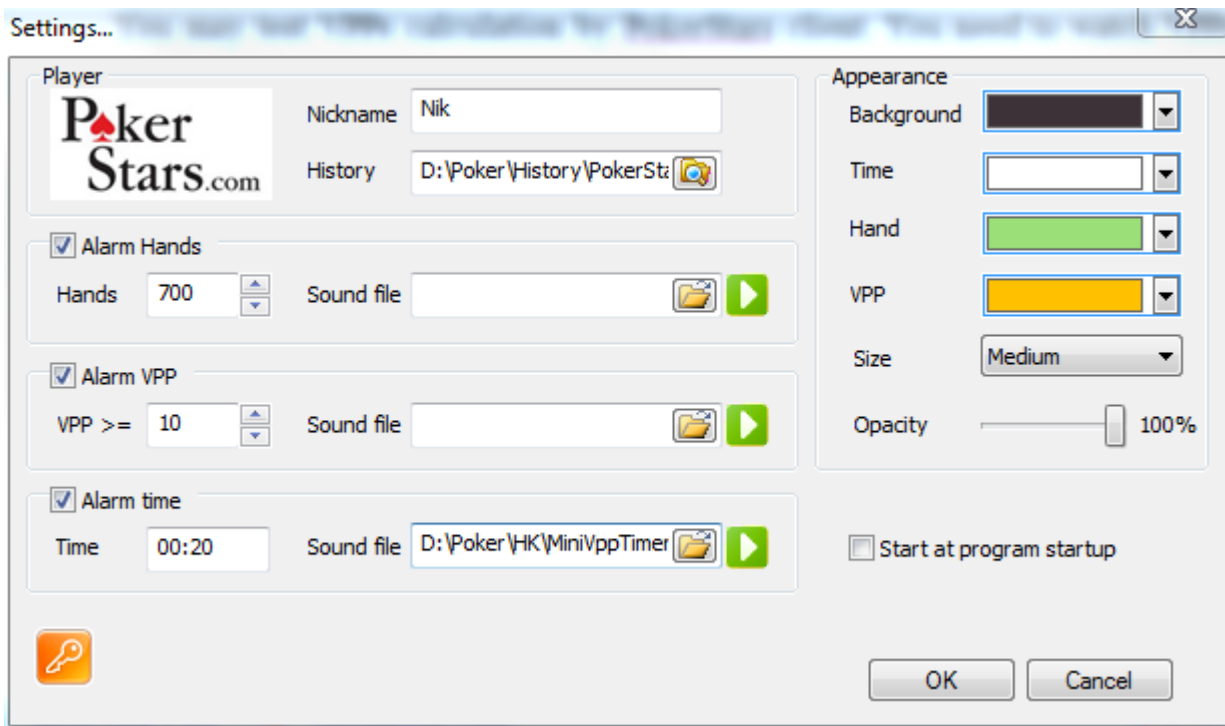 Settings...
Player
Poker
Stars.com
Nickname Nik
History D:\Poker\History\PokerSta
Alarm Hands
Hands 700 Sound file
Alarm VPP
VPP >= 10 Sound file
Alarm time
Time 00:20 Sound file D:\Poker\HK\MiniVppTimer
Appearance
Background
Time
Hand
VPP
Size Medium
Opacity 100%
Start at program startup
OK Cancel